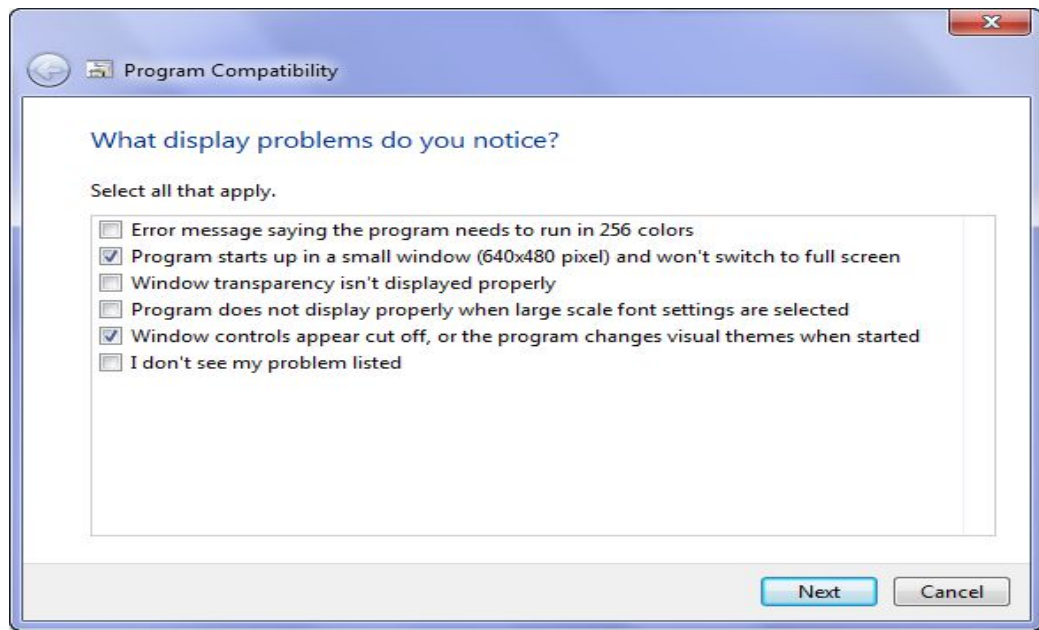 Program Compatibility
What display problems do you notice?
Select all that apply.
Error message saying the program needs to run in 256 colors
Program starts up in a small window (640x480 pixel) and won't switch to full screen
Window transparency isn't displayed properly
Program does not display properly when large scale font settings are selected
Window controls appear cut off, or the program changes visual themes when started
I don't see my problem listed
Next Cancel